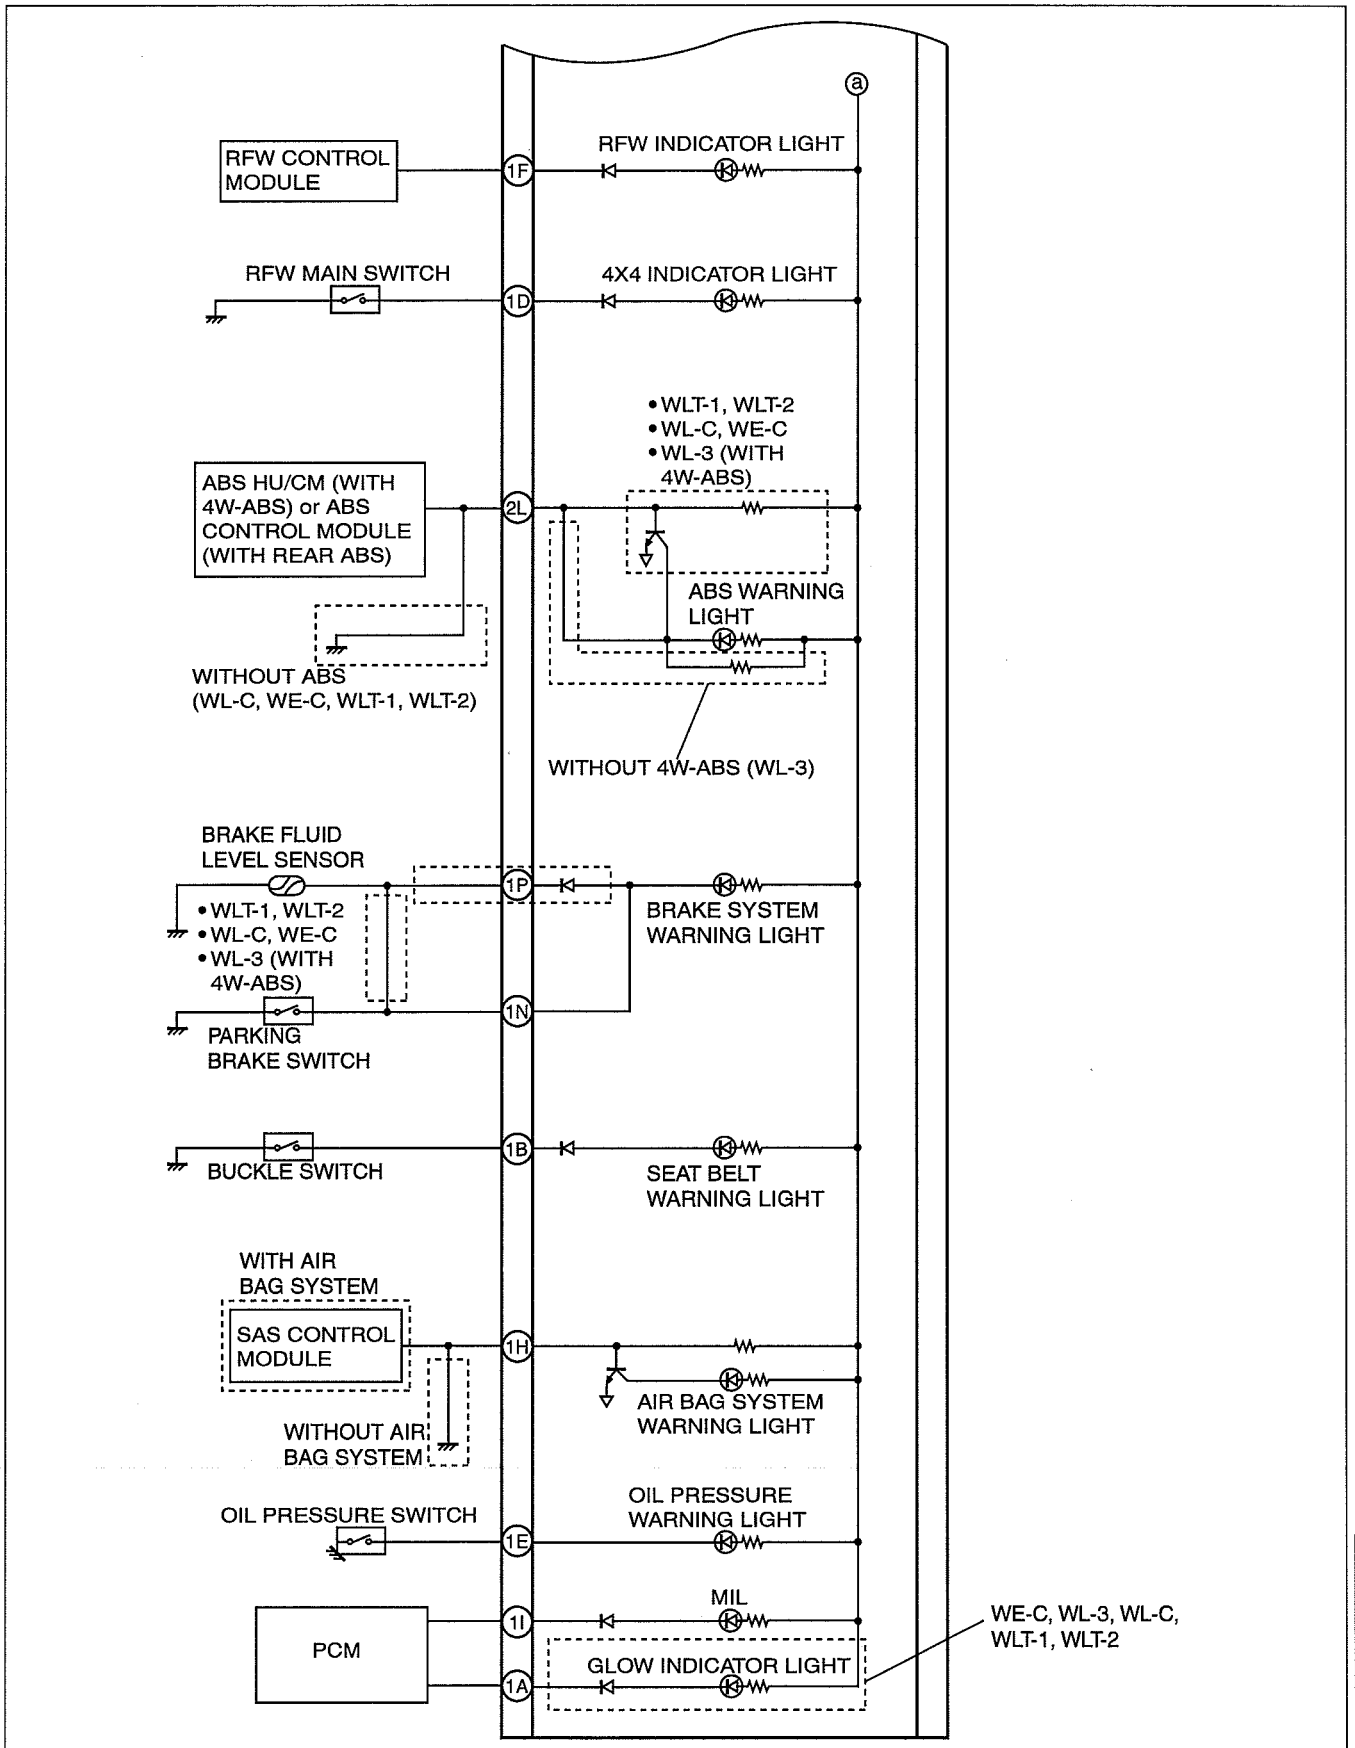 a
RFW INDICATOR LIGHT
RFW CONTROL
MODULE
1F
RFW MAIN SWITCH
4X4 INDICATOR LIGHT
1D
• WLT-1, WLT-2
• WL-C, WE-C
• WL-3 (WITH
4W-ABS)
ABS HU/CM (WITH
4W-ABS) or ABS
CONTROL MODULE
(WITH REAR ABS)
2L
ABS WARNING
LIGHT
WITHOUT ABS
(WL-C, WE-C, WLT-1, WLT-2)
WITHOUT 4W-ABS (WL-3)
BRAKE FLUID
LEVEL SENSOR
1P
• WLT-1, WLT-2
• WL-C, WE-C
• WL-3 (WITH
4W-ABS)
BRAKE SYSTEM
WARNING LIGHT
1N
PARKING
BRAKE SWITCH
1B
BUCKLE SWITCH
SEAT BELT
WARNING LIGHT
WITH AIR
BAG SYSTEM
SAS CONTROL
MODULE
1H
AIR BAG SYSTEM
WARNING LIGHT
WITHOUT AIR
BAG SYSTEM
OIL PRESSURE SWITCH
OIL PRESSURE
WARNING LIGHT
1E
MIL
1I
PCM
WE-C, WL-3, WL-C,
WLT-1, WLT-2
GLOW INDICATOR LIGHT
1A